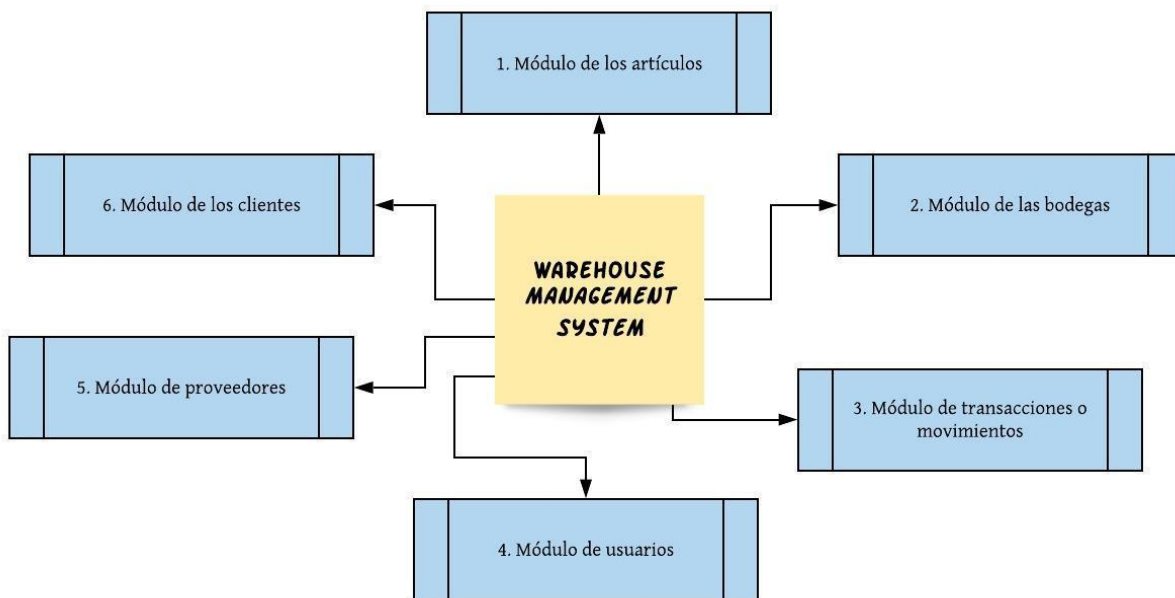 1. Módulo de los artículos
6. Módulo de los clientes
2. Módulo de las bodegas
WAREHOUSE
MANAGEMENT
SYSTEM
5. Módulo de proveedores
3. Módulo de transacciones o
movimientos
4. Módulo de usuarios